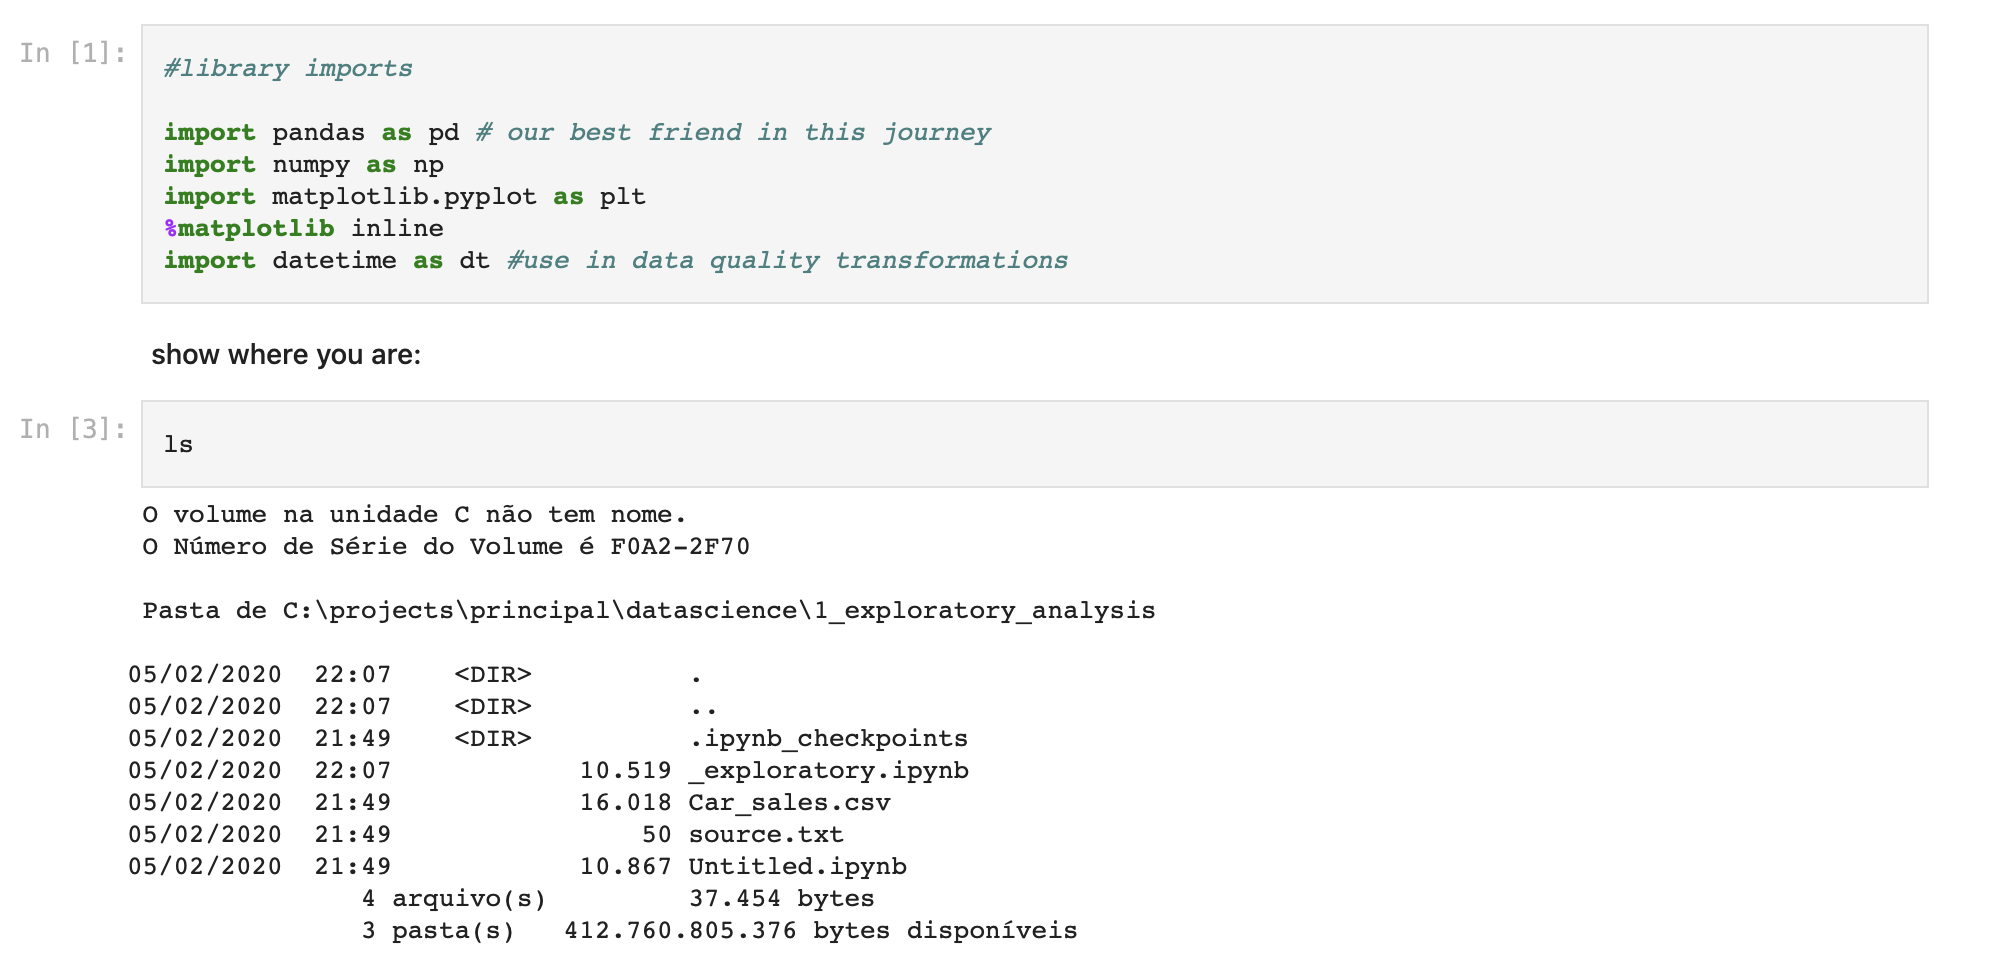 In [1]:
#library imports
import pandas as pd # our best friend in this journey
import numpy as np
import matplotlib.pyplot as plt
%matplotlib inline
import datetime as dt #use in data quality transformations
show where you are:
In [3]:
ls
O volume na unidade C não tem nome.
O Número de Série do Volume é F0A2-2F70
Pasta de C:\projects\principal\datascience\1_exploratory_analysis
05/02/2020  22:07    <DIR>          .
05/02/2020  22:07    <DIR>          ..
05/02/2020  21:49    <DIR>          .ipynb_checkpoints
05/02/2020  22:07            10.519 _exploratory.ipynb
05/02/2020  21:49            16.018 Car_sales.csv
05/02/2020  21:49                50 source.txt
05/02/2020  21:49            10.867 Untitled.ipynb
4 arquivo(s)         37.454 bytes
3 pasta(s)   412.760.805.376 bytes disponíveis